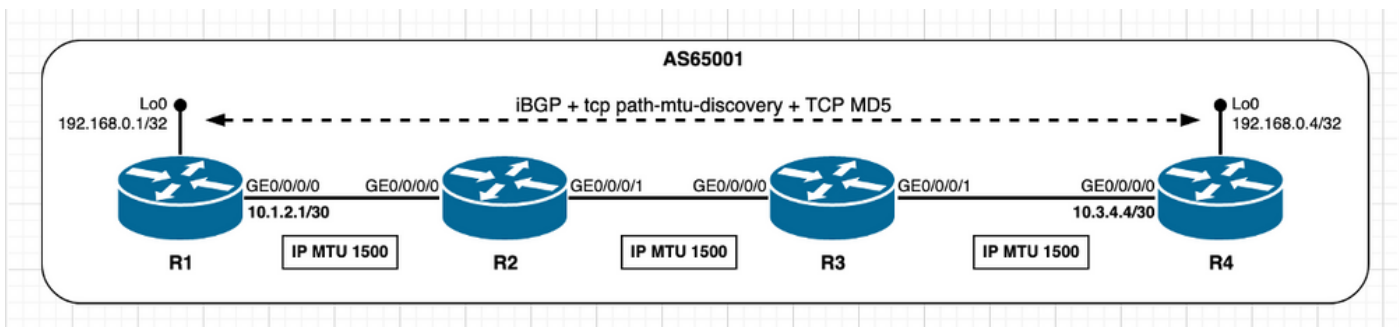 AS65001
Lo0
192.168.0.1/32
iBGP + tcp path-mtu-discovery + TCP MD5
Lo0
192.168.0.4/32
GE0/0/0/0
GE0/0/0/0
GE0/0/0/1
GE0/0/0/0
GE0/0/0/1
GE0/0/0/0
10.1.2.1/30
10.3.4.4/30
IP MTU 1500
IP MTU 1500
IP MTU 1500
R1
R2
R3
R4